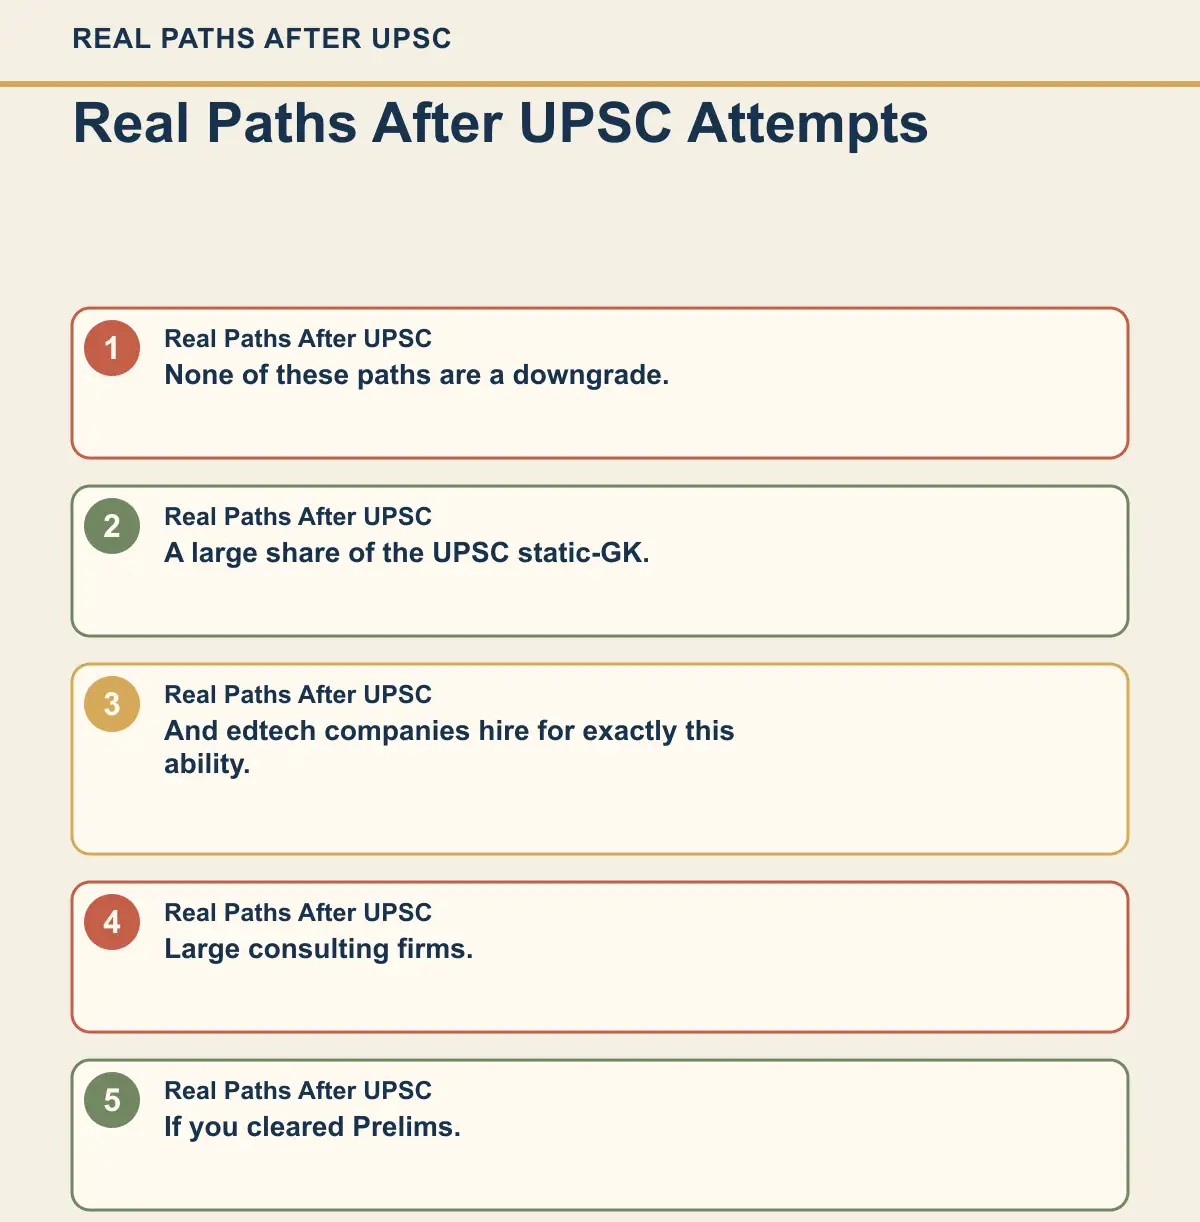 REAL PATHS AFTER UPSC
Real Paths After UPSC Attempts
1
Real Paths After UPSC
None of these paths are a downgrade.
2
Real Paths After UPSC
A large share of the UPSC static-GK.
3
Real Paths After UPSC
And edtech companies hire for exactly this
ability.
4
Real Paths After UPSC
Large consulting firms.
5
Real Paths After UPSC
If you cleared Prelims.